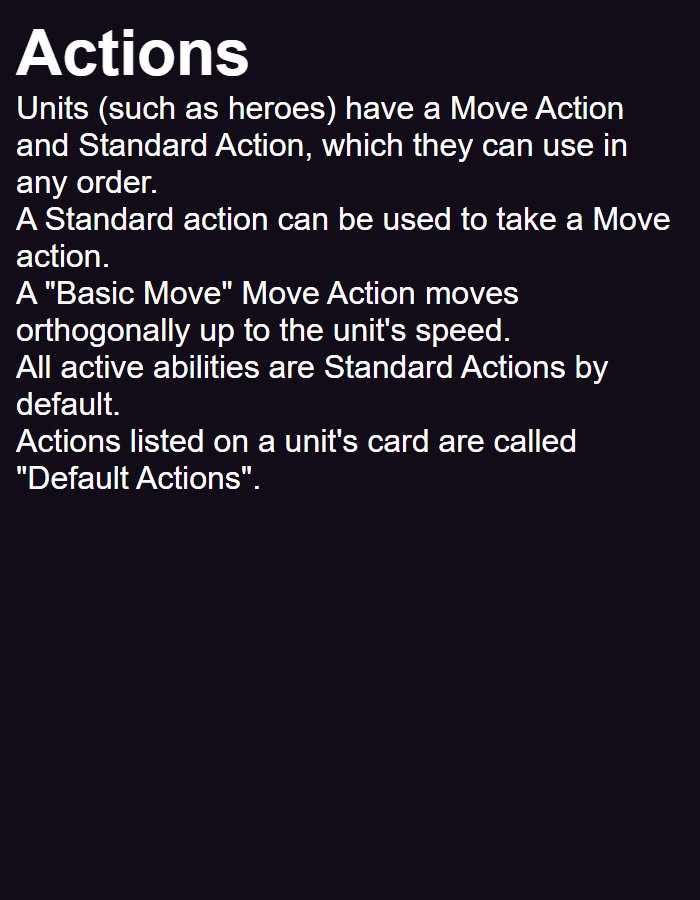 Actions
Units (such as heroes) have a Move Action
and Standard Action, which they can use in
any order.
A Standard action can be used to take a Move
action.
A "Basic Move" Move Action moves
orthogonally up to the unit's speed.
All active abilities are Standard Actions by
default.
Actions listed on a unit's card are called
"Default Actions".